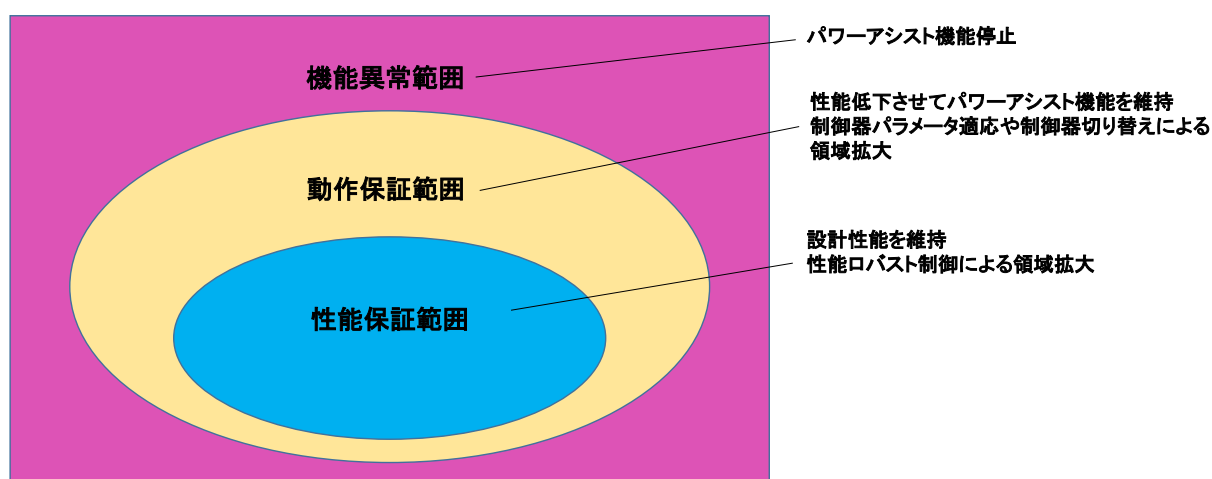 パワーアシスト機能停止
機能異常範囲
性能低下させてパワーアシスト機能を維持
制御器パラメータ適応や制御器切り替えによる
領域拡大
動作保証範囲
設計性能を維持
性能ロバスト制御による領域拡大
性能保証範囲